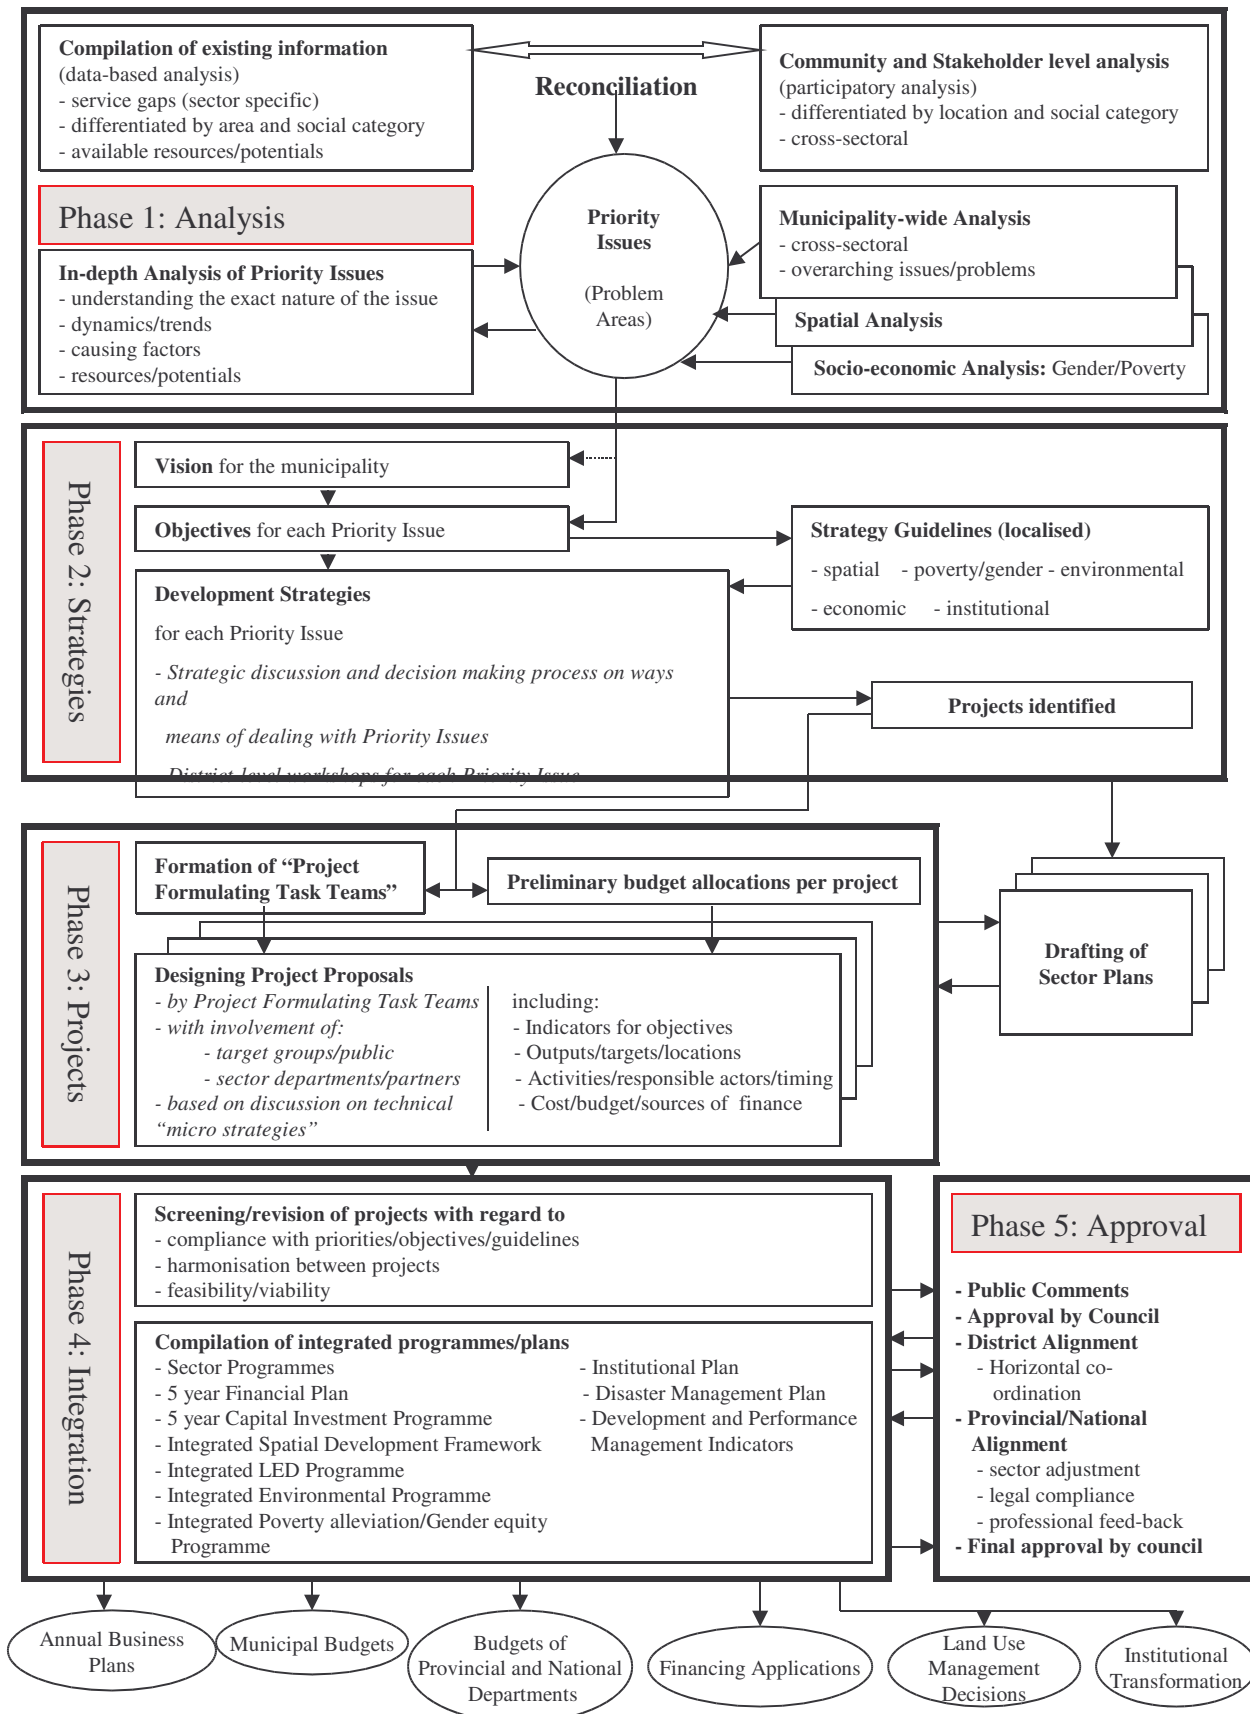 Compilation of existing information
(data-based analysis)
- service gaps (sector specific)
- differentiated by area and social category
- available resources/potentials
Reconciliation
Community and Stakeholder level analysis
(participatory analysis)
- differentiated by location and social category
- cross-sectoral
Phase 1: Analysis
Priority
Issues
(Problem
Areas)
Municipality-wide Analysis
- cross-sectoral
- overarching issues/problems
In-depth Analysis of Priority Issues
- understanding the exact nature of the issue
- dynamics/trends
- causing factors
- resources/potentials
Spatial Analysis
Socio-economic Analysis: Gender/Poverty
Phase 2: Strategies
Vision for the municipality
Objectives for each Priority Issue
Strategy Guidelines (localised)
- spatial - poverty/gender - environmental
- economic - institutional
Development Strategies
for each Priority Issue
- Strategic discussion and decision making process on ways
and
means of dealing with Priority Issues
- District-level workshops for each Priority Issue
Projects identified
Phase 3: Projects
Formation of “Project
Formulating Task Teams”
Preliminary budget allocations per project
Designing Project Proposals
- by Project Formulating Task Teams
- with involvement of:
- target groups/public
- sector departments/partners
- based on discussion on technical
“micro strategies”
including:
- Indicators for objectives
- Outputs/targets/locations
- Activities/responsible actors/timing
- Cost/budget/sources of finance
Drafting of
Sector Plans
Phase 4: Integration
Screening/revision of projects with regard to
- compliance with priorities/objectives/guidelines
- harmonisation between projects
- feasibility/viability
Compilation of integrated programmes/plans
- Sector Programmes
- 5 year Financial Plan
- 5 year Capital Investment Programme
- Integrated Spatial Development Framework
- Integrated LED Programme
- Integrated Environmental Programme
- Integrated Poverty alleviation/Gender equity
Programme
- Institutional Plan
- Disaster Management Plan
- Development and Performance
Management Indicators
Phase 5: Approval
- Public Comments
- Approval by Council
- District Alignment
- Horizontal co-
ordination
- Provincial/National
Alignment
- sector adjustment
- legal compliance
- professional feed-back
- Final approval by council
Annual Business
Plans
Municipal Budgets
Budgets of
Provincial and National
Departments
Financing Applications
Land Use
Management
Decisions
Institutional
Transformation